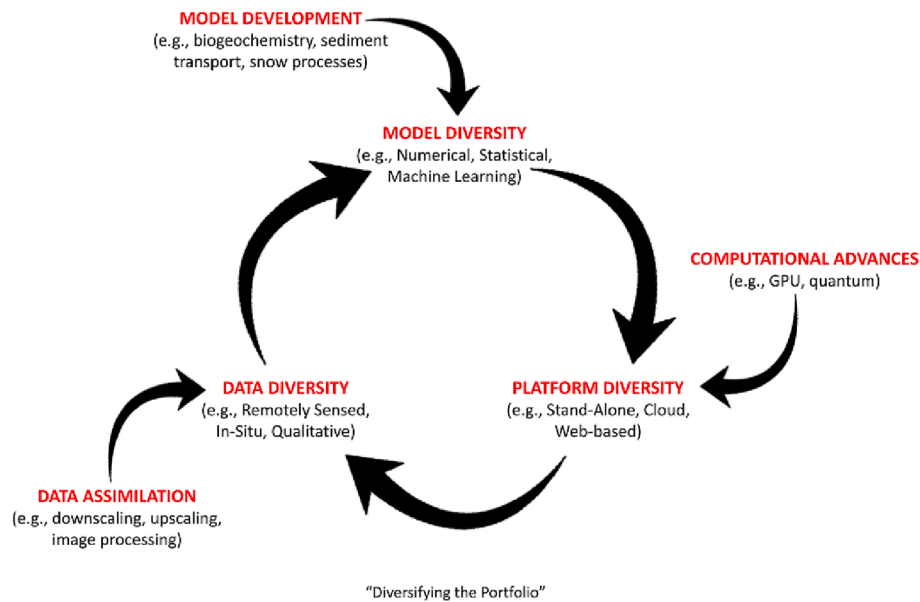 MODEL DEVELOPMENT
(e.g., biogeochemistry, sediment
transport, snow processes)
MODEL DIVERSITY
(e.g., Numerical, Statistical,
Machine Learning)
COMPUTATIONAL ADVANCES
(e.g., GPU, quantum)
DATA DIVERSITY
(e.g., Remotely Sensed,
In-Situ, Qualitative)
PLATFORM DIVERSITY
(e.g., Stand-Alone, Cloud,
Web-based)
DATA ASSIMILATION
(e.g., downscaling, upscaling,
image processing)
“Diversifying the Portfolio”